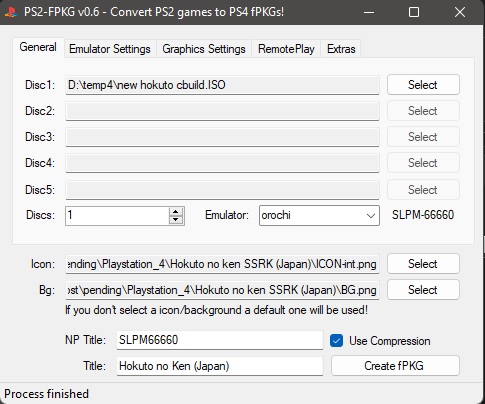 PS2-FPKG v0.6 - Convert PS2 games to PS4 fPKGs!
General Emulator Settings Graphics Settings RemotePlay Extras
Disc1: D:\temp4\new hokuto cbuild.ISO Select
Disc2: Select
Disc3: Select
Disc4: Select
Disc5: Select
Discs: 1 Emulator: orochi SLPM-66660
Icon: ending\Playstation_4\Hokuto no ken SSRK (Japan)\ICON-int.png Select
Bg: ost\pending\Playstation_4\Hokuto no ken SSRK (Japan)\BG.png Select
If you don't select a icon/background a default one will be used!
NP Title: SLPM66660 Use Compression
Title: Hokuto no Ken (Japan) Create fPKG
Process finished